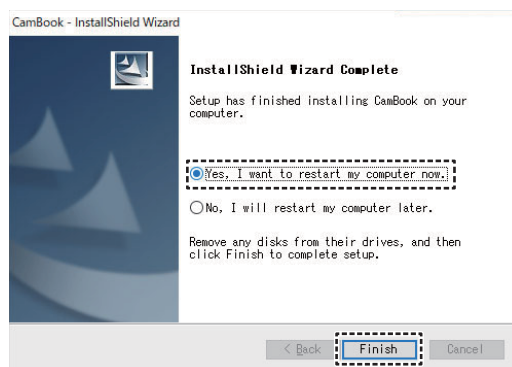 CamBook - InstallShield Wizard
InstallShield Wizard Complete
Setup has finished installing CamBook on your
computer.
Yes, I want to restart my computer now.
No, I will restart my computer later.
Remove any disks from their drives, and then
click Finish to complete setup.
< Back Finish Cancel